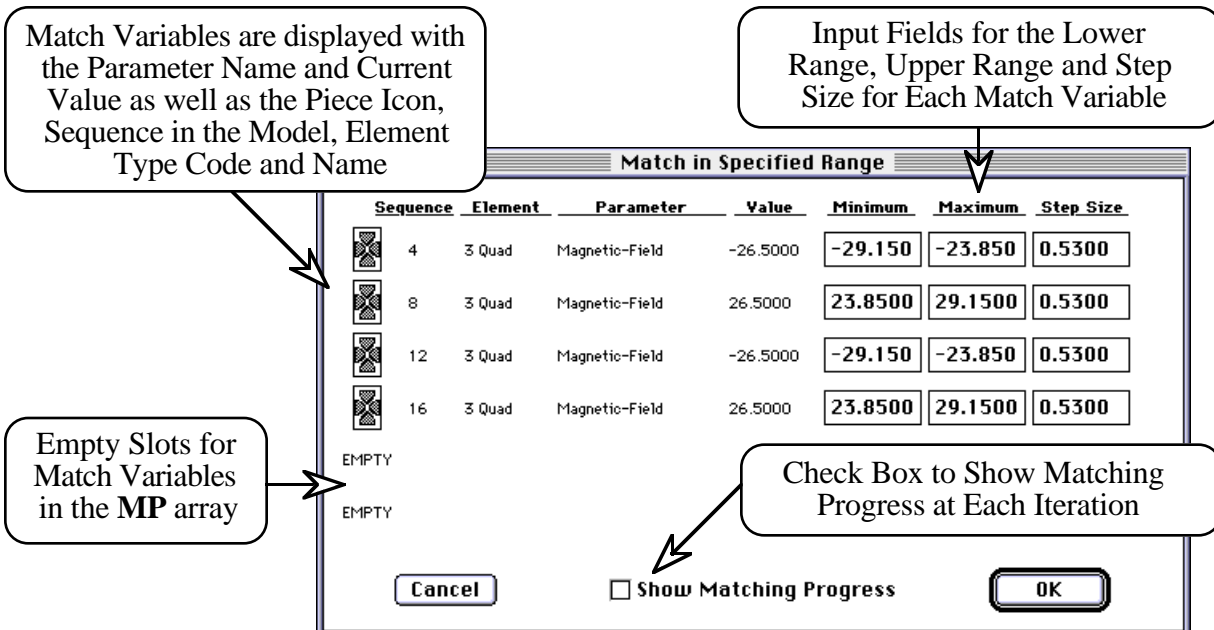 Match Variables are displayed with
the Parameter Name and Current
Value as well as the Piece Icon,
Sequence in the Model, Element
Type Code and Name
Input Fields for the Lower
Range, Upper Range and Step
Size for Each Match Variable
Match in Specified Range
Sequence Element Parameter Value Minimum Maximum Step Size
4 3 Quad Magnetic-Field -26.5000 -29.150 -23.850 0.5300
8 3 Quad Magnetic-Field 26.5000 23.8500 29.1500 0.5300
12 3 Quad Magnetic-Field -26.5000 -29.150 -23.850 0.5300
16 3 Quad Magnetic-Field 26.5000 23.8500 29.1500 0.5300
Empty Slots for
Match Variables
in the MP array
EMPTY
EMPTY
Check Box to Show Matching
Progress at Each Iteration
Cancel Show Matching Progress OK